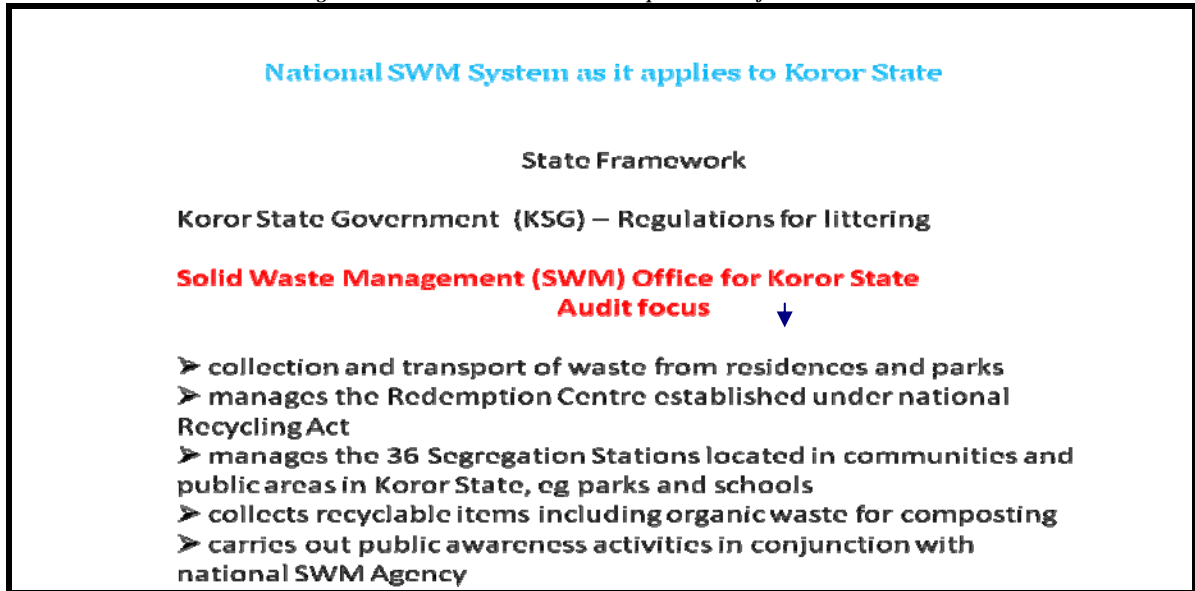 National SWM System as it applies to Koror State
State Framework
Koror State Government (KSG) – Regulations for littering
Solid Waste Management (SWM) Office for Koror State
Audit focus
➢ collection and transport of waste from residences and parks
➢ manages the Redemption Centre established under national
Recycling Act
➢ manages the 36 Segregation Stations located in communities and
public areas in Koror State, eg parks and schools
➢ collects recyclable items including organic waste for composting
➢ carries out public awareness activities in conjunction with
national SWM Agency